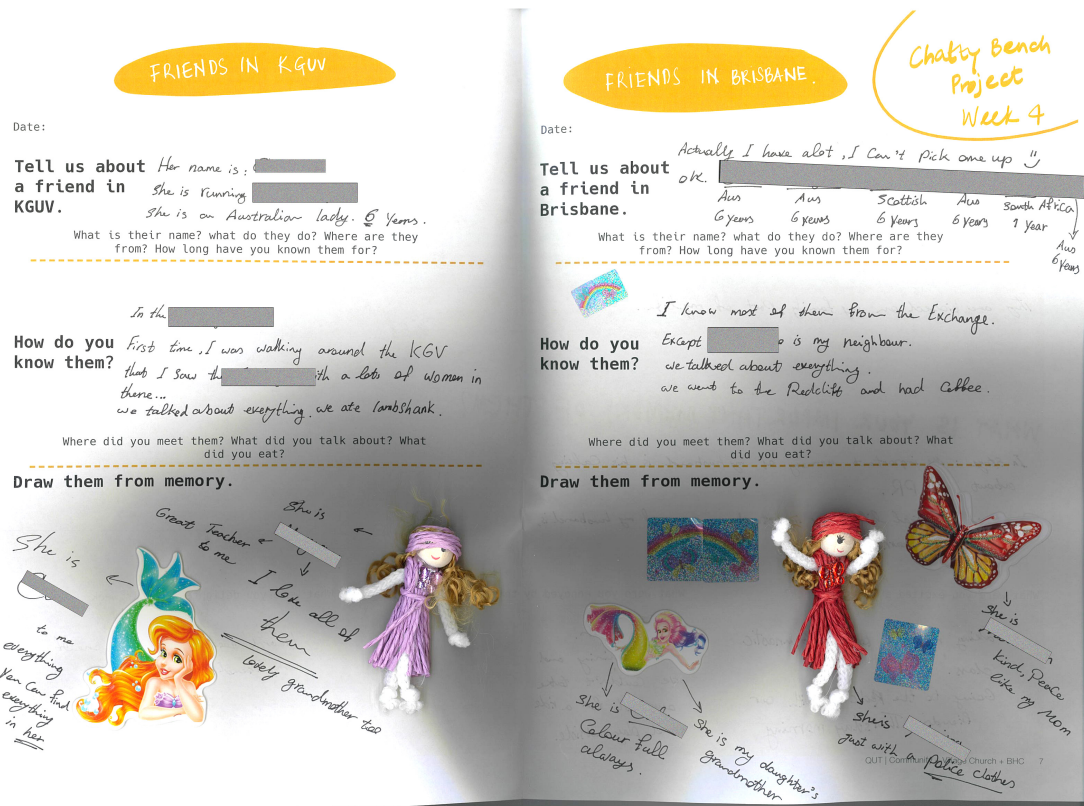 FRIENDS IN KGUV
Date:
Tell us about
a friend in
KGUV.
Her name is :
She is running
She is an Australian lady. 6 Years.
What is their name? what do they do? Where are they
from? How long have you known them for?
In the
How do you
know them?
First time, I was walking around the KGV
that I saw the ith a lots of women in
there...
we talked about everything. we ate lambshank.
Where did you meet them? What did you talk about? What
did you eat?
Draw them from memory.
She is
Great Teacher
to me
She is
to me
everything
You Can find
everything
in her
I love all of
them
lovely grandmother too
Chatty Bench
Project
Week 4
FRIENDS IN BRISBANE.
Date:
Tell us about
a friend in
Brisbane.
Actually I have alot, I Can't Pick one up
ok.
Aus Aus Scottish Aus South Africa
6 years 6 years 6 years 6 years 1 year
Aus
6 years
What is their name? what do they do? Where are they
from? How long have you known them for?
How do you
know them?
I know most of them from the Exchange.
Except is my neighbour.
we talked about everything.
we went to the Redcliff and had Coffee.
Where did you meet them? What did you talk about? What
did you eat?
Draw them from memory.
She is
kind, Peace
like my Mom
She is
Colour full
always.
She is my daughter's
grandmother
she is
just with a Police clothes
QUT | Village Church + BHC 7